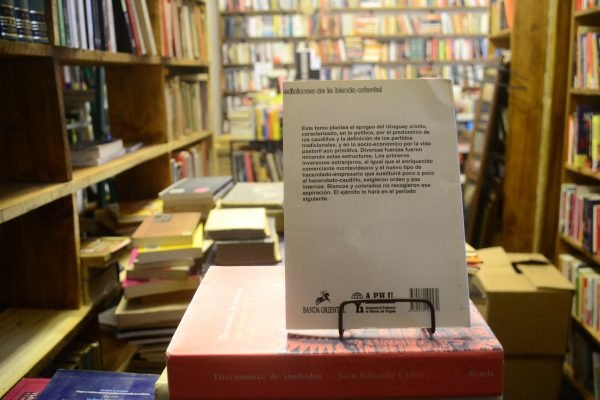 ediciones de la banda oriental
Este tomo plantea el apogeo del Uruguay criollo,
caracterizado, en lo político, por el predominio de
los caudillos y la definición de los partidos
tradicionales, y en lo socio-económico por la vida
pastoril aún primitiva. Diversas fuerzas fueron
minando estas estructuras. Los primeros
inversores extranjeros, al igual que el enriquecido
comerciante montevideano y el nuevo tipo de
hacendado-empresario que sustituirá poco a poco
al hacendado-caudillo, exigieron orden y paz
internas. Blancos y colorados no recogieron esa
aspiración. El ejército lo hará en el período
siguiente.
BANDA ORIENTAL
A.P.H.U.
Diccionario de símbolos Juan Eduardo Cirlot Siruela